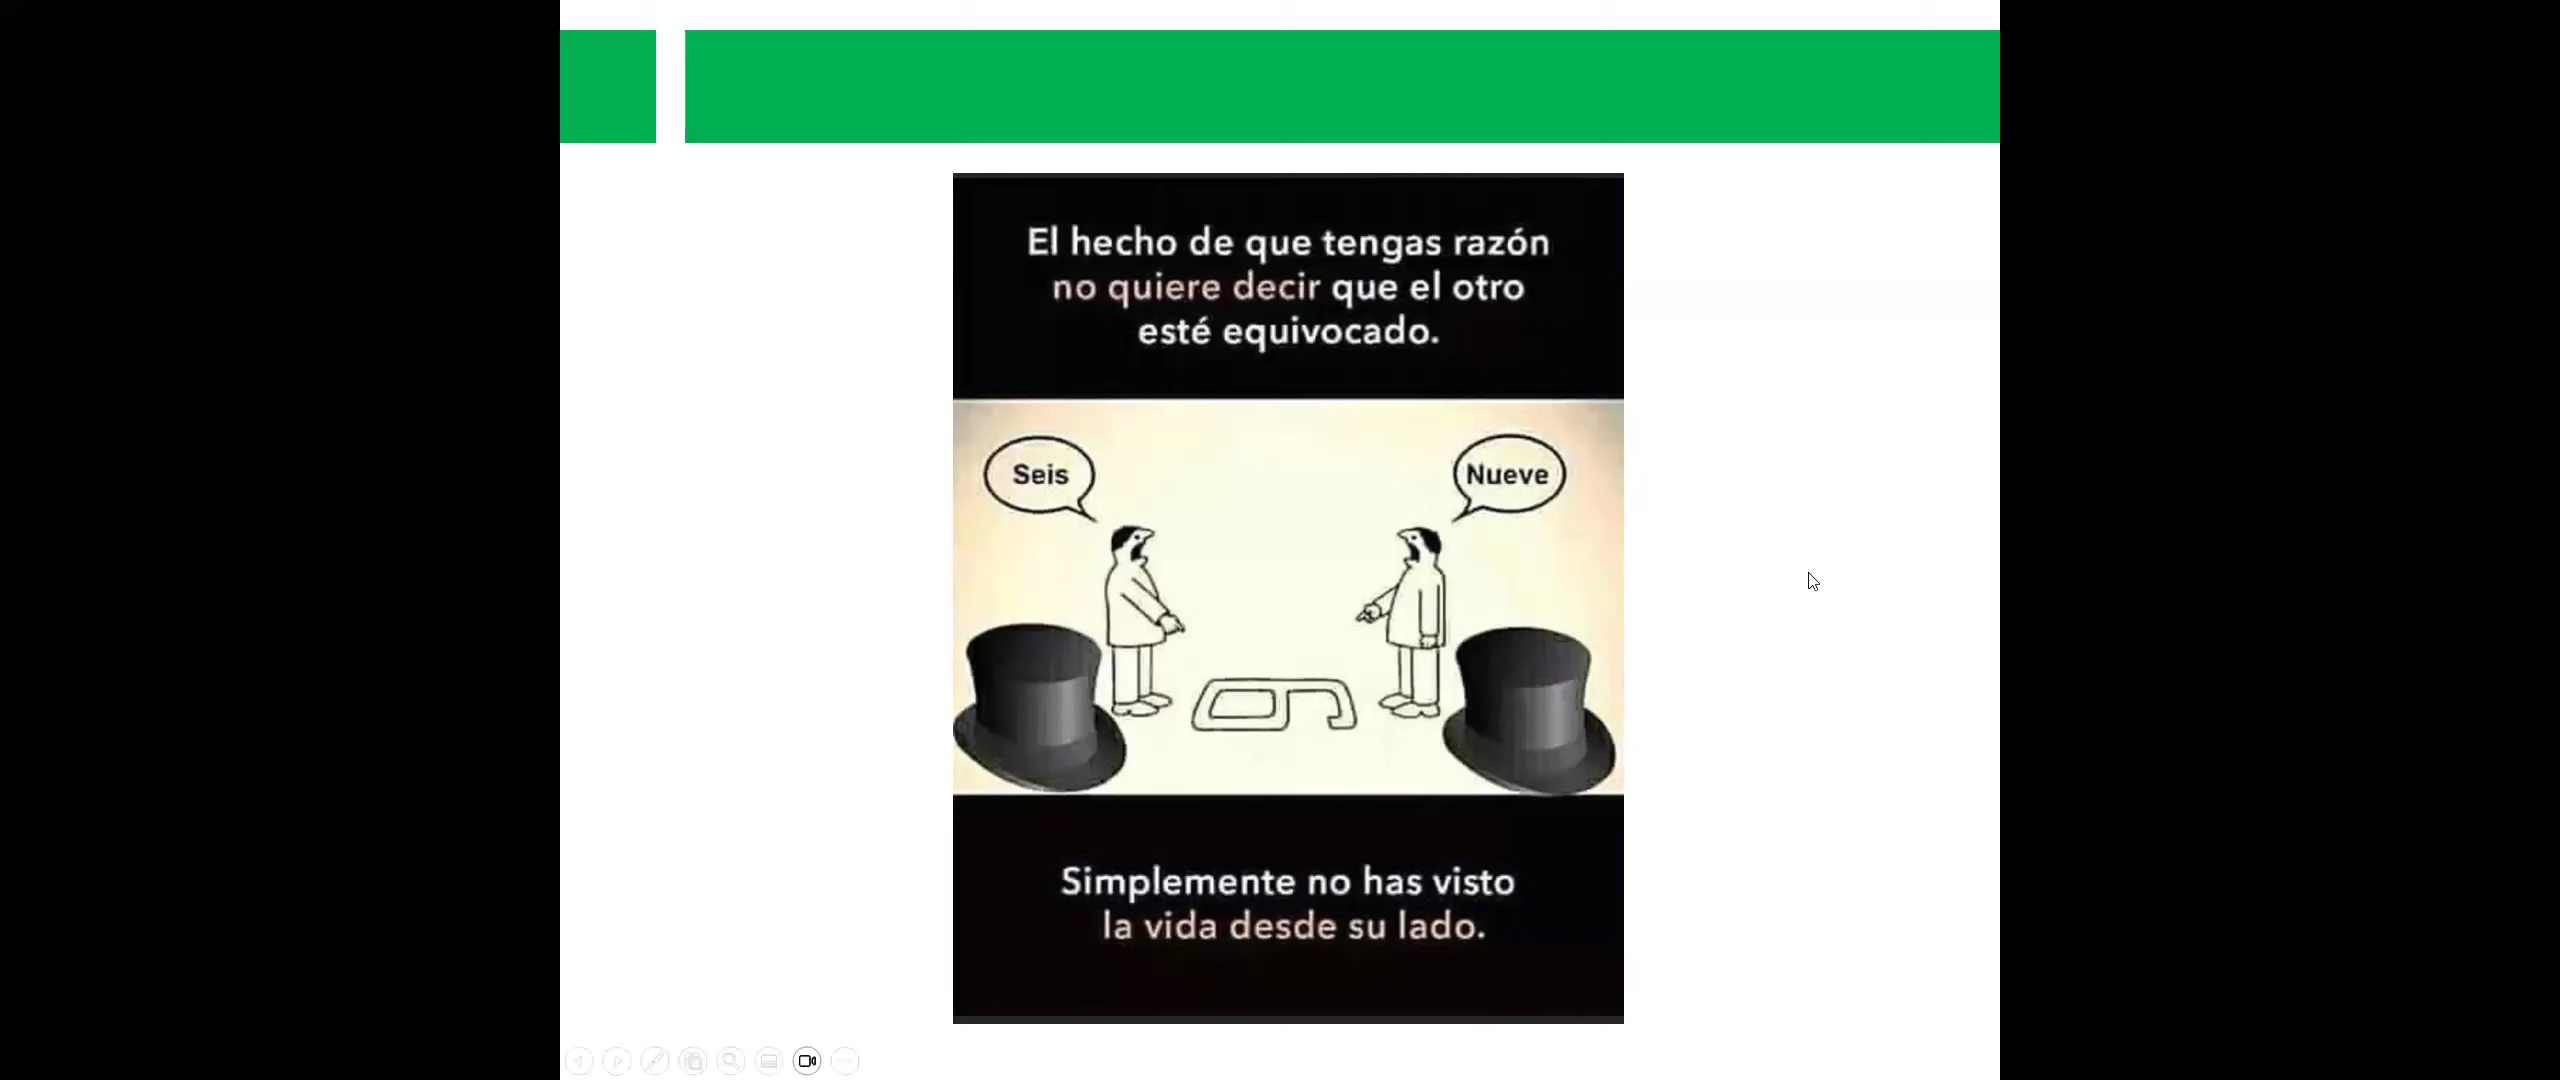 El hecho de que tengas razón
no quiere decir que el otro
esté equivocado.
Seis
Nueve
Simplemente no has visto
la vida desde su lado.